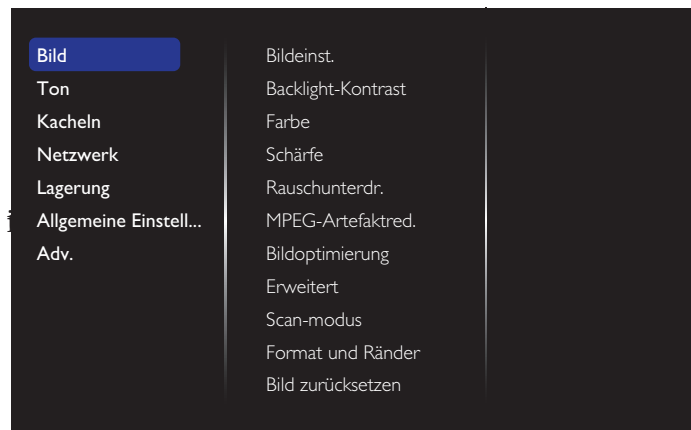 Bild
Ton
Kacheln
Netzwerk
Lagerung
Allgemeine Einstell...
Adv.
Bildeinst.
Backlight-Kontrast
Farbe
Schärfe
Rauschunterdr.
MPEG-Artefaktred.
Bildoptimierung
Erweitert
Scan-modus
Format und Ränder
Bild zurücksetzen